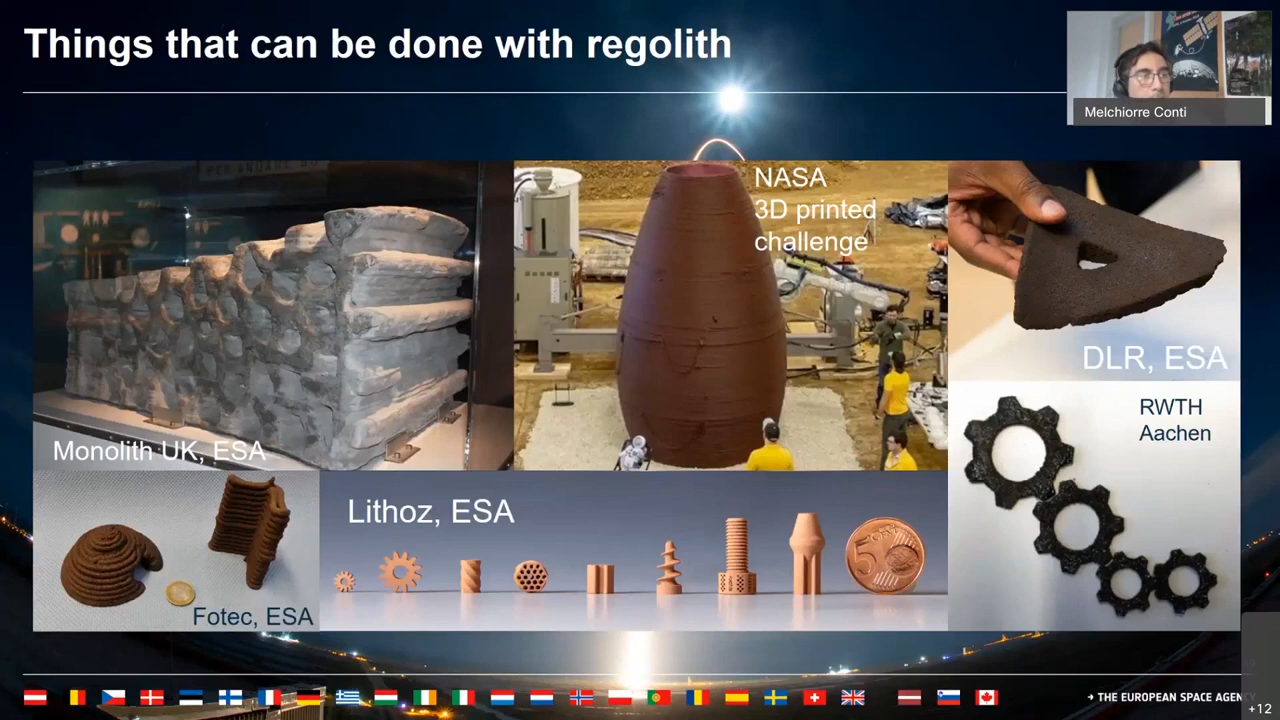 Things that can be done with regolith
Melchiorre Conti
NASA
3D printed
challenge
DLR, ESA
Monolith UK, ESA
RWTH
Aachen
Lithoz, ESA
5
Fotec, ESA
→ THE EUROPEAN SPACE AGENCY
+12